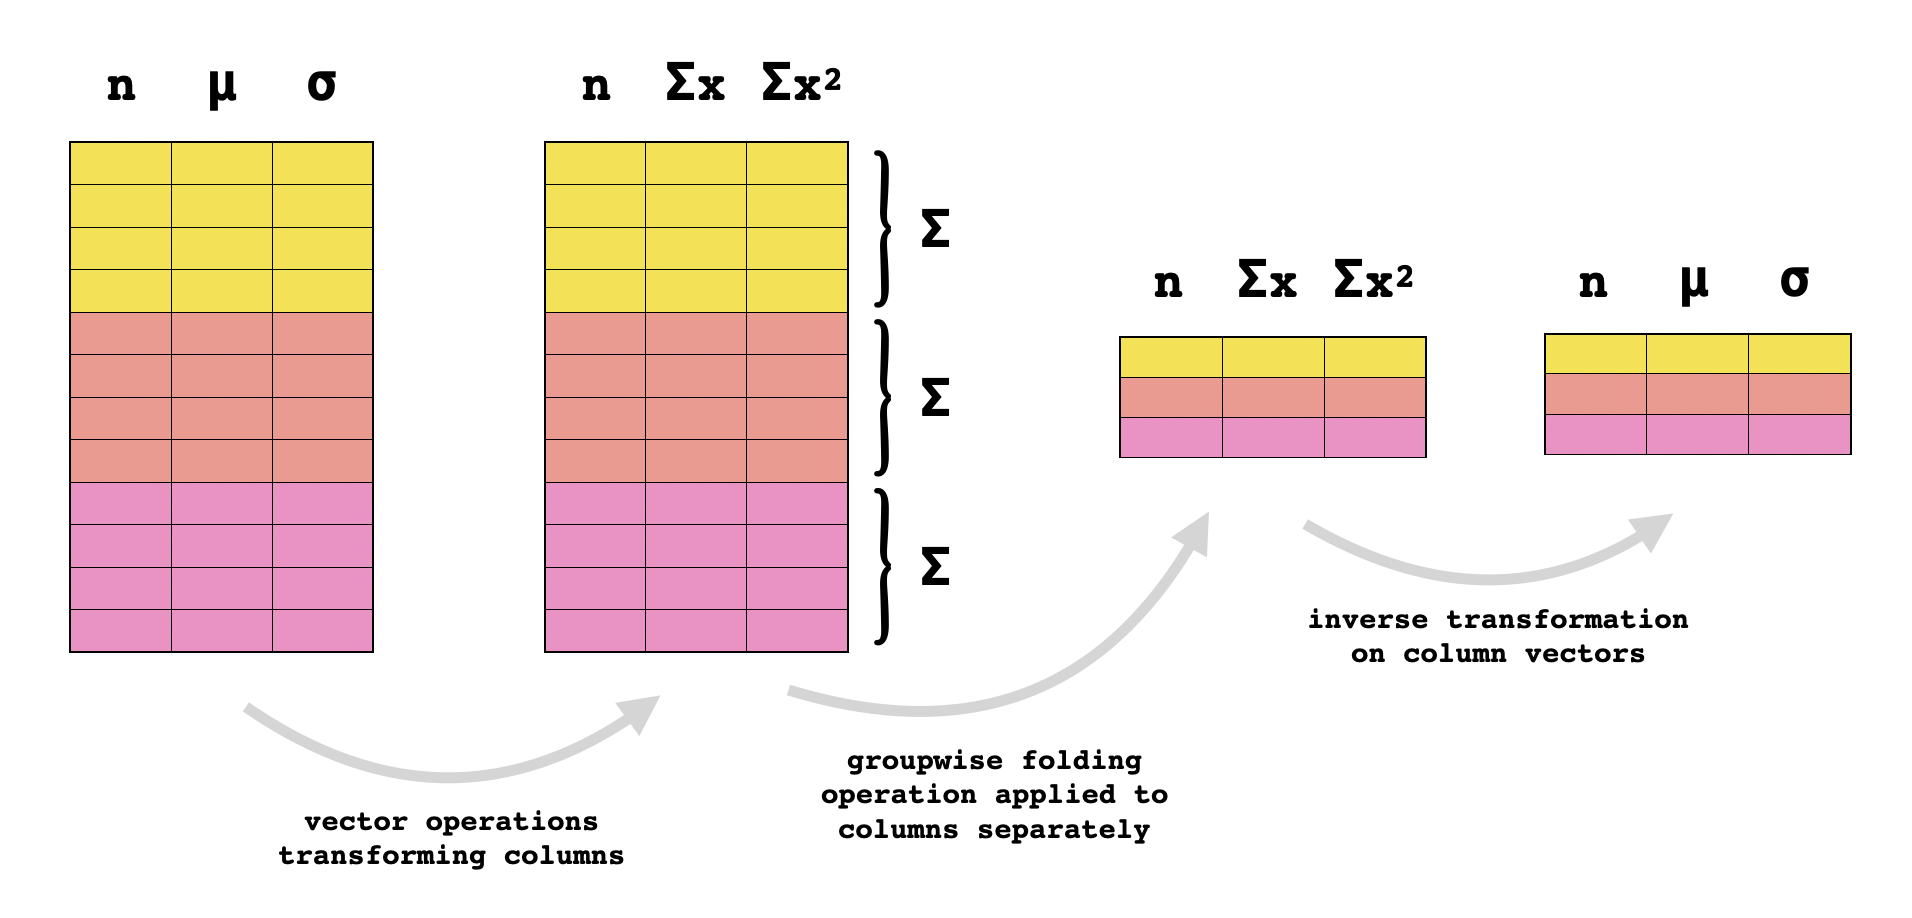 n μ σ
n Σx Σx²
Σ
Σ
Σ
n Σx Σx²
n μ σ
vector operations
transforming columns
groupwise folding
operation applied to
columns separately
inverse transformation
on column vectors